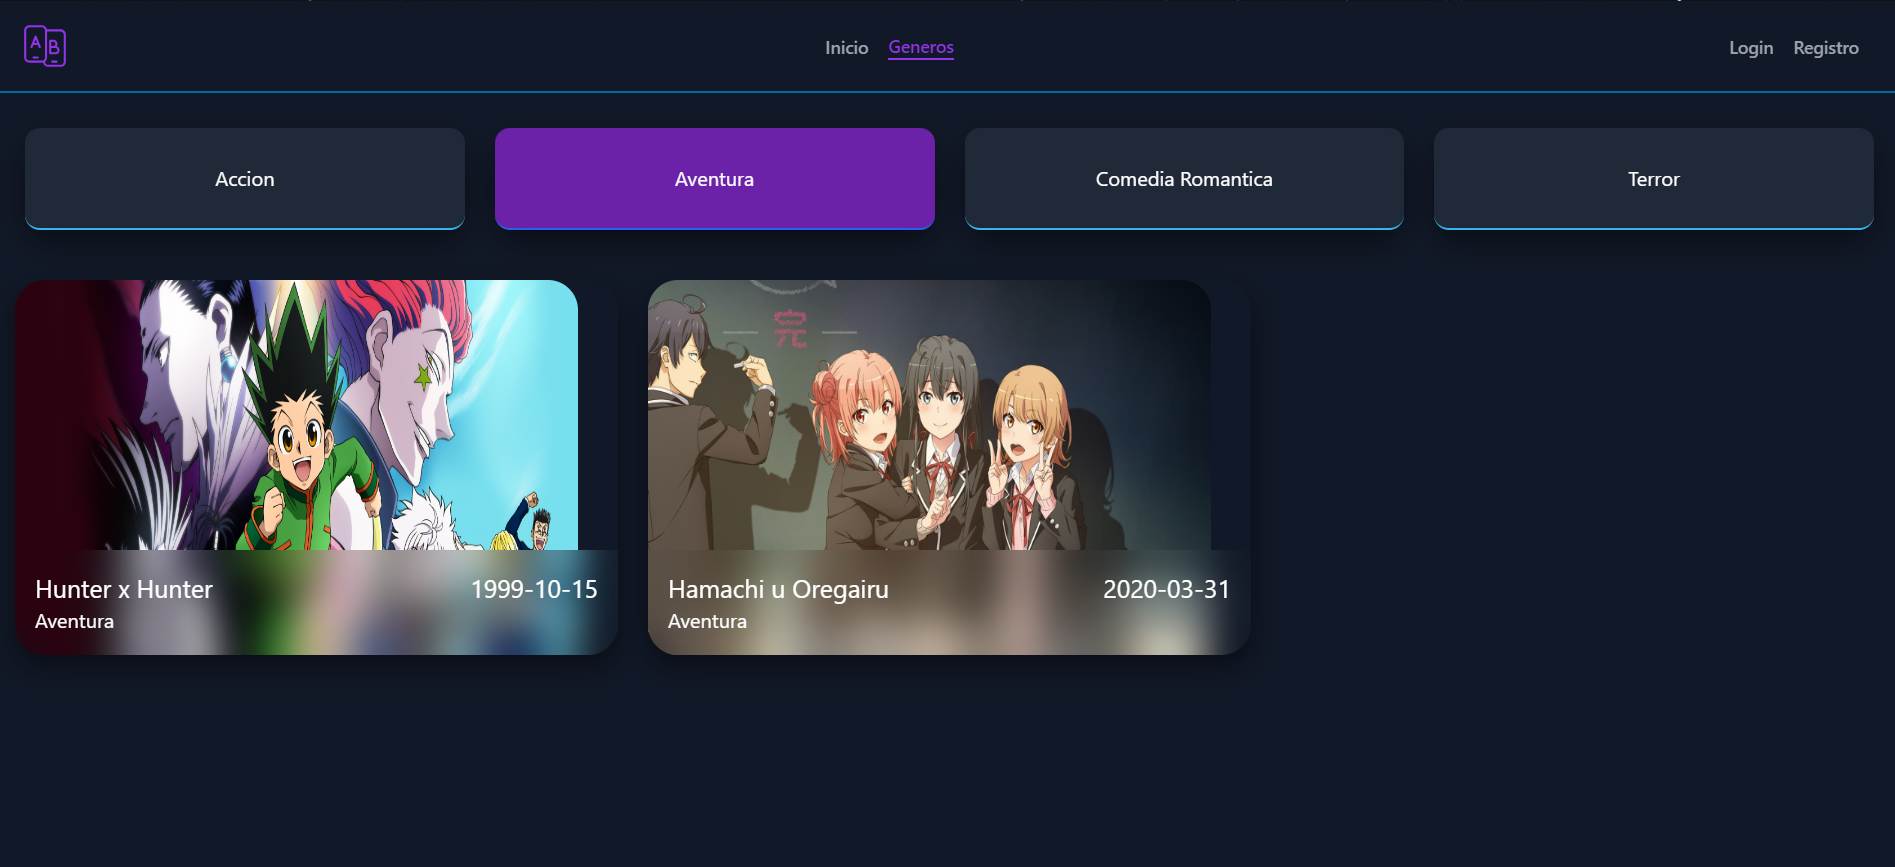 A B
Inicio Generos
Login Registro
Accion
Aventura
Comedia Romantica
Terror
完
Hunter x Hunter 1999-10-15
Aventura
Hamachi u Oregairu 2020-03-31
Aventura